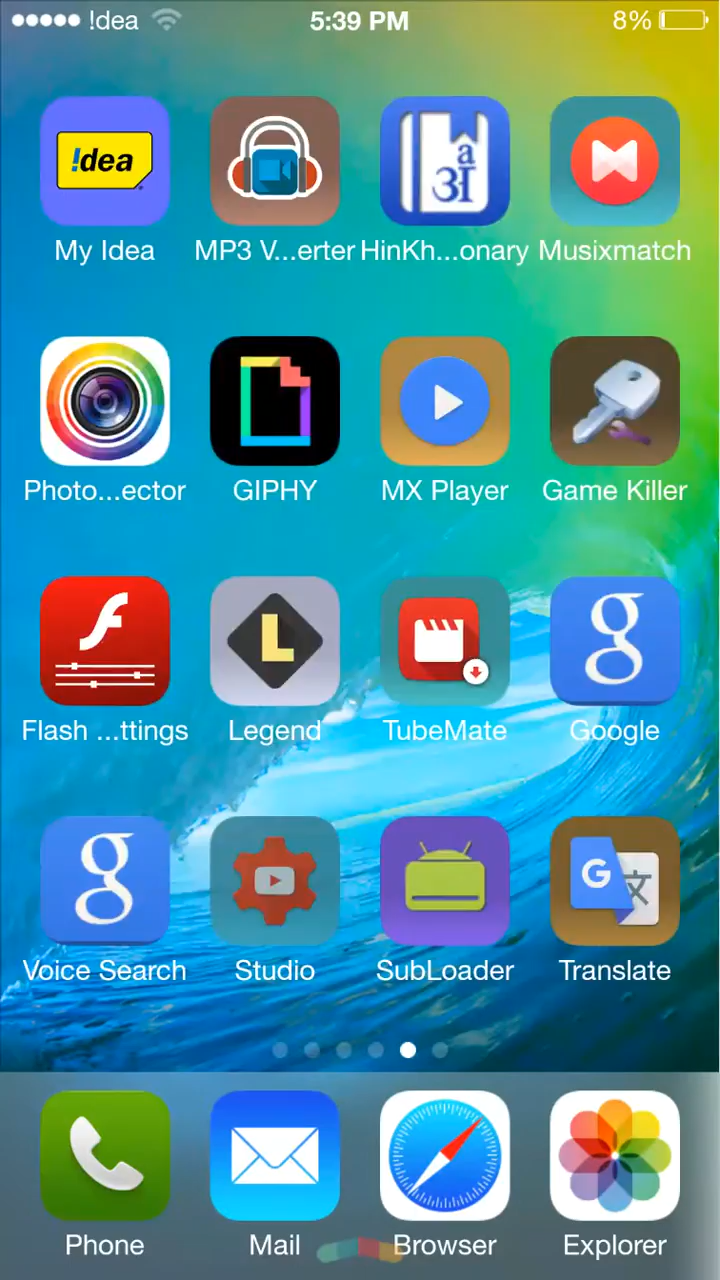 !dea 5:39 PM 8%
!dea
a
अ
My Idea MP3 V...erter HinKh...onary Musixmatch
Photo...ector GIPHY MX Player Game Killer
L g
Flash ...ttings Legend TubeMate Google
g G 文
Voice Search Studio SubLoader Translate
Phone Mail Browser Explorer